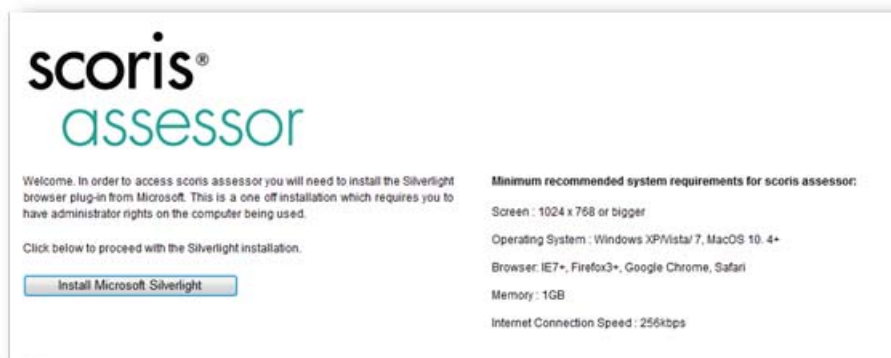 scoris®
assessor
Welcome. In order to access scoris assessor you will need to install the Silverlight
browser plug-in from Microsoft. This is a one off installation which requires you to
have administrator rights on the computer being used.
Click below to proceed with the Silverlight installation.
Install Microsoft Silverlight
Minimum recommended system requirements for scoris assessor:
Screen : 1024 x 768 or bigger
Operating System : Windows XP/Vista/ 7, MacOS 10. 4+
Browser: IE7+, Firefox3+, Google Chrome, Safari
Memory : 1GB
Internet Connection Speed : 256kbps